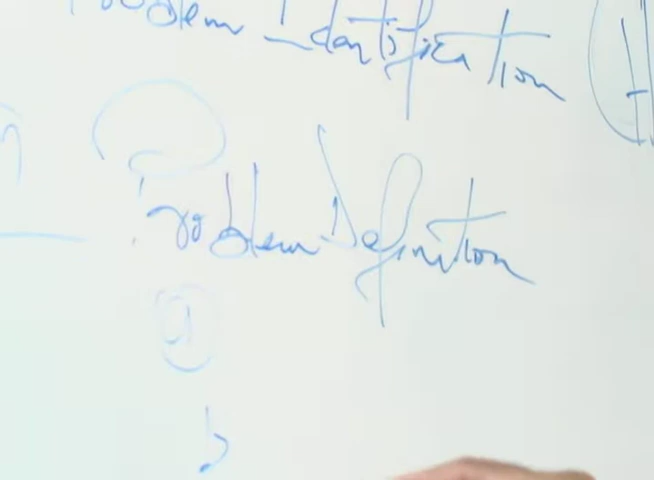 Problem Identification
Problem Definition
a
b